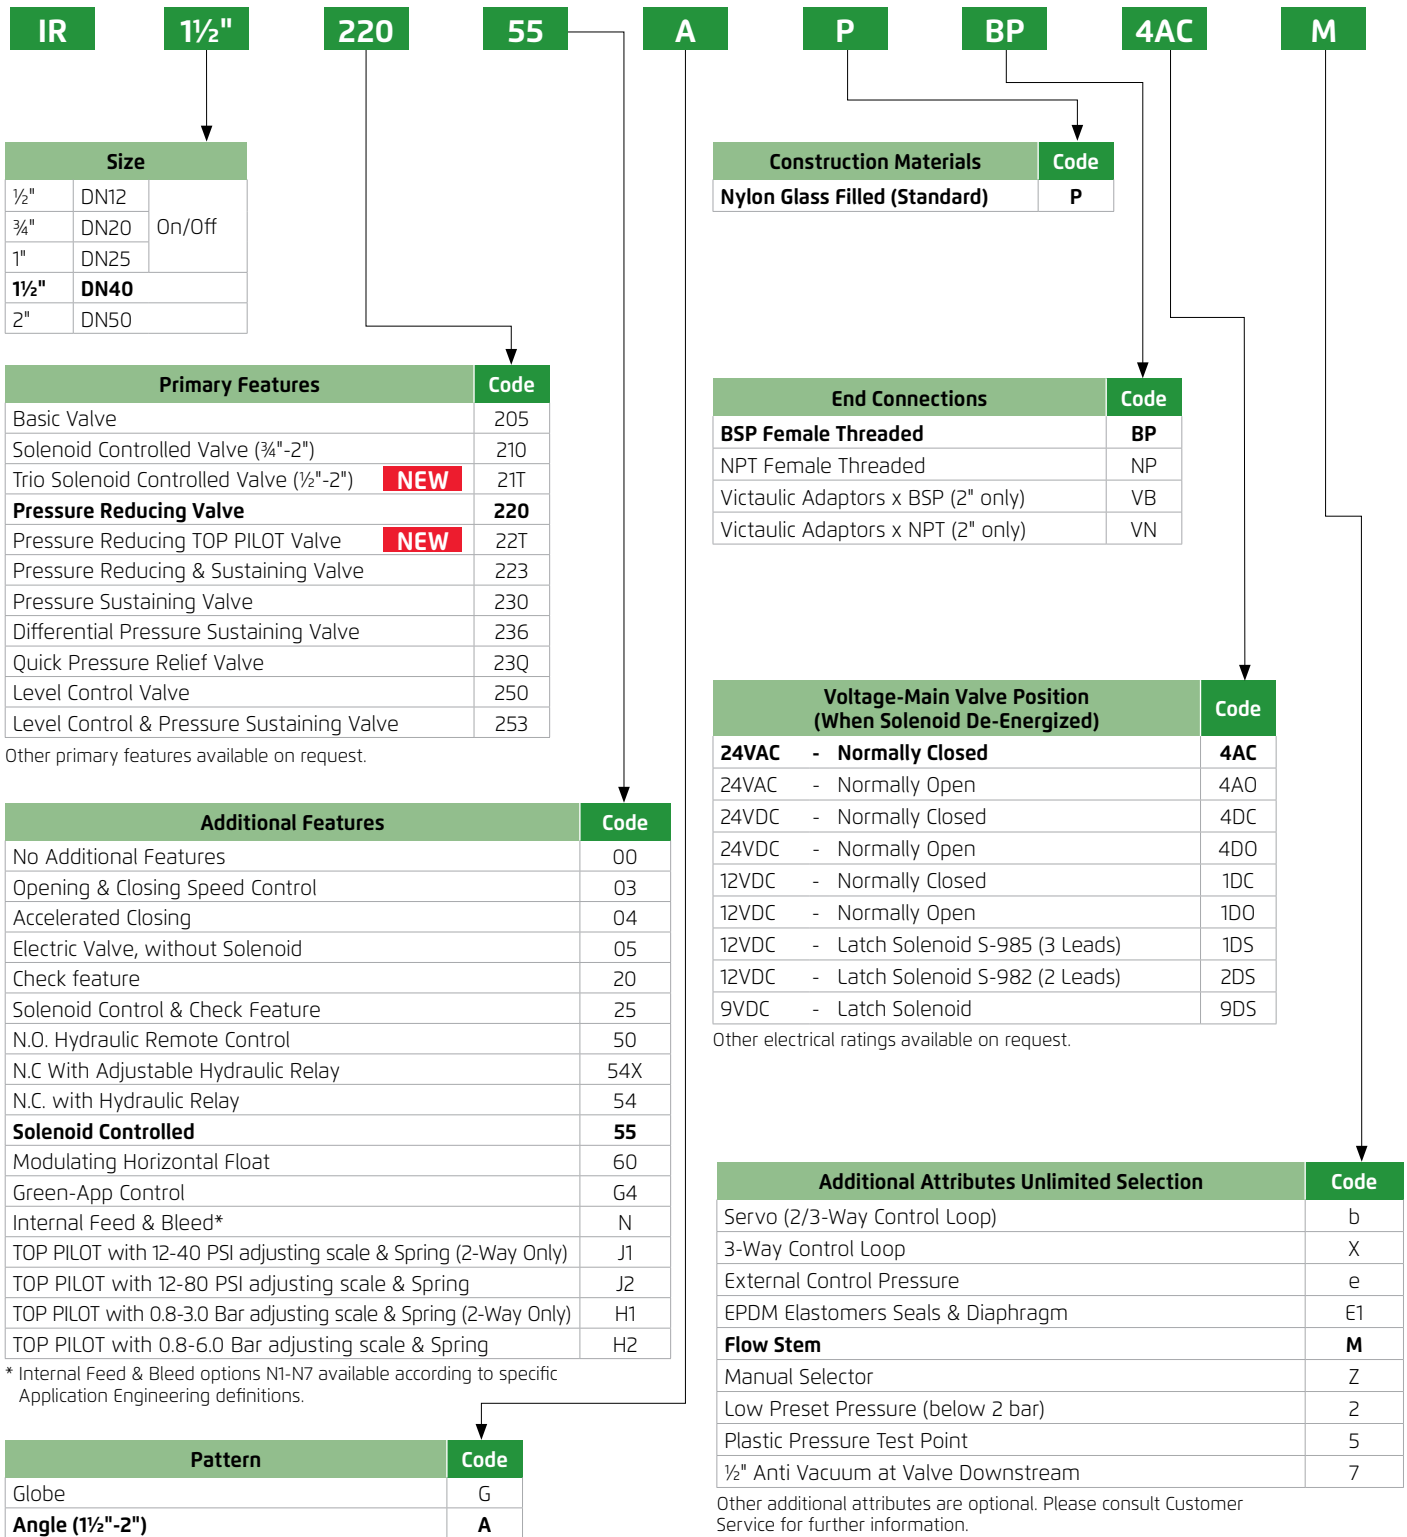 IR 1½" 220 55 A P BP 4AC M
Size
½" DN12
¾" DN20 On/Off
1" DN25
1½" DN40
2" DN50
Primary Features Code
Basic Valve 205
Solenoid Controlled Valve (¾"-2") 210
Trio Solenoid Controlled Valve (½"-2") NEW 21T
Pressure Reducing Valve 220
Pressure Reducing TOP PILOT Valve NEW 22T
Pressure Reducing & Sustaining Valve 223
Pressure Sustaining Valve 230
Differential Pressure Sustaining Valve 236
Quick Pressure Relief Valve 23Q
Level Control Valve 250
Level Control & Pressure Sustaining Valve 253
Other primary features available on request.
Additional Features Code
No Additional Features 00
Opening & Closing Speed Control 03
Accelerated Closing 04
Electric Valve, without Solenoid 05
Check feature 20
Solenoid Control & Check Feature 25
N.O. Hydraulic Remote Control 50
N.C With Adjustable Hydraulic Relay 54X
N.C. with Hydraulic Relay 54
Solenoid Controlled 55
Modulating Horizontal Float 60
Green-App Control G4
Internal Feed & Bleed* N
TOP PILOT with 12-40 PSI adjusting scale & Spring (2-Way Only) J1
TOP PILOT with 12-80 PSI adjusting scale & Spring J2
TOP PILOT with 0.8-3.0 Bar adjusting scale & Spring (2-Way Only) H1
TOP PILOT with 0.8-6.0 Bar adjusting scale & Spring H2
* Internal Feed & Bleed options N1-N7 available according to specific
Application Engineering definitions.
Pattern Code
Globe G
Angle (1½"-2") A
Construction Materials Code
Nylon Glass Filled (Standard) P
End Connections Code
BSP Female Threaded BP
NPT Female Threaded NP
Victaulic Adaptors x BSP (2" only) VB
Victaulic Adaptors x NPT (2" only) VN
Voltage-Main Valve Position
(When Solenoid De-Energized) Code
24VAC - Normally Closed 4AC
24VAC - Normally Open 4AO
24VDC - Normally Closed 4DC
24VDC - Normally Open 4DO
12VDC - Normally Closed 1DC
12VDC - Normally Open 1DO
12VDC - Latch Solenoid S-985 (3 Leads) 1DS
12VDC - Latch Solenoid S-982 (2 Leads) 2DS
9VDC - Latch Solenoid 9DS
Other electrical ratings available on request.
Additional Attributes Unlimited Selection Code
Servo (2/3-Way Control Loop) b
3-Way Control Loop X
External Control Pressure e
EPDM Elastomers Seals & Diaphragm E1
Flow Stem M
Manual Selector Z
Low Preset Pressure (below 2 bar) 2
Plastic Pressure Test Point 5
½" Anti Vacuum at Valve Downstream 7
Other additional attributes are optional. Please consult Customer
Service for further information.